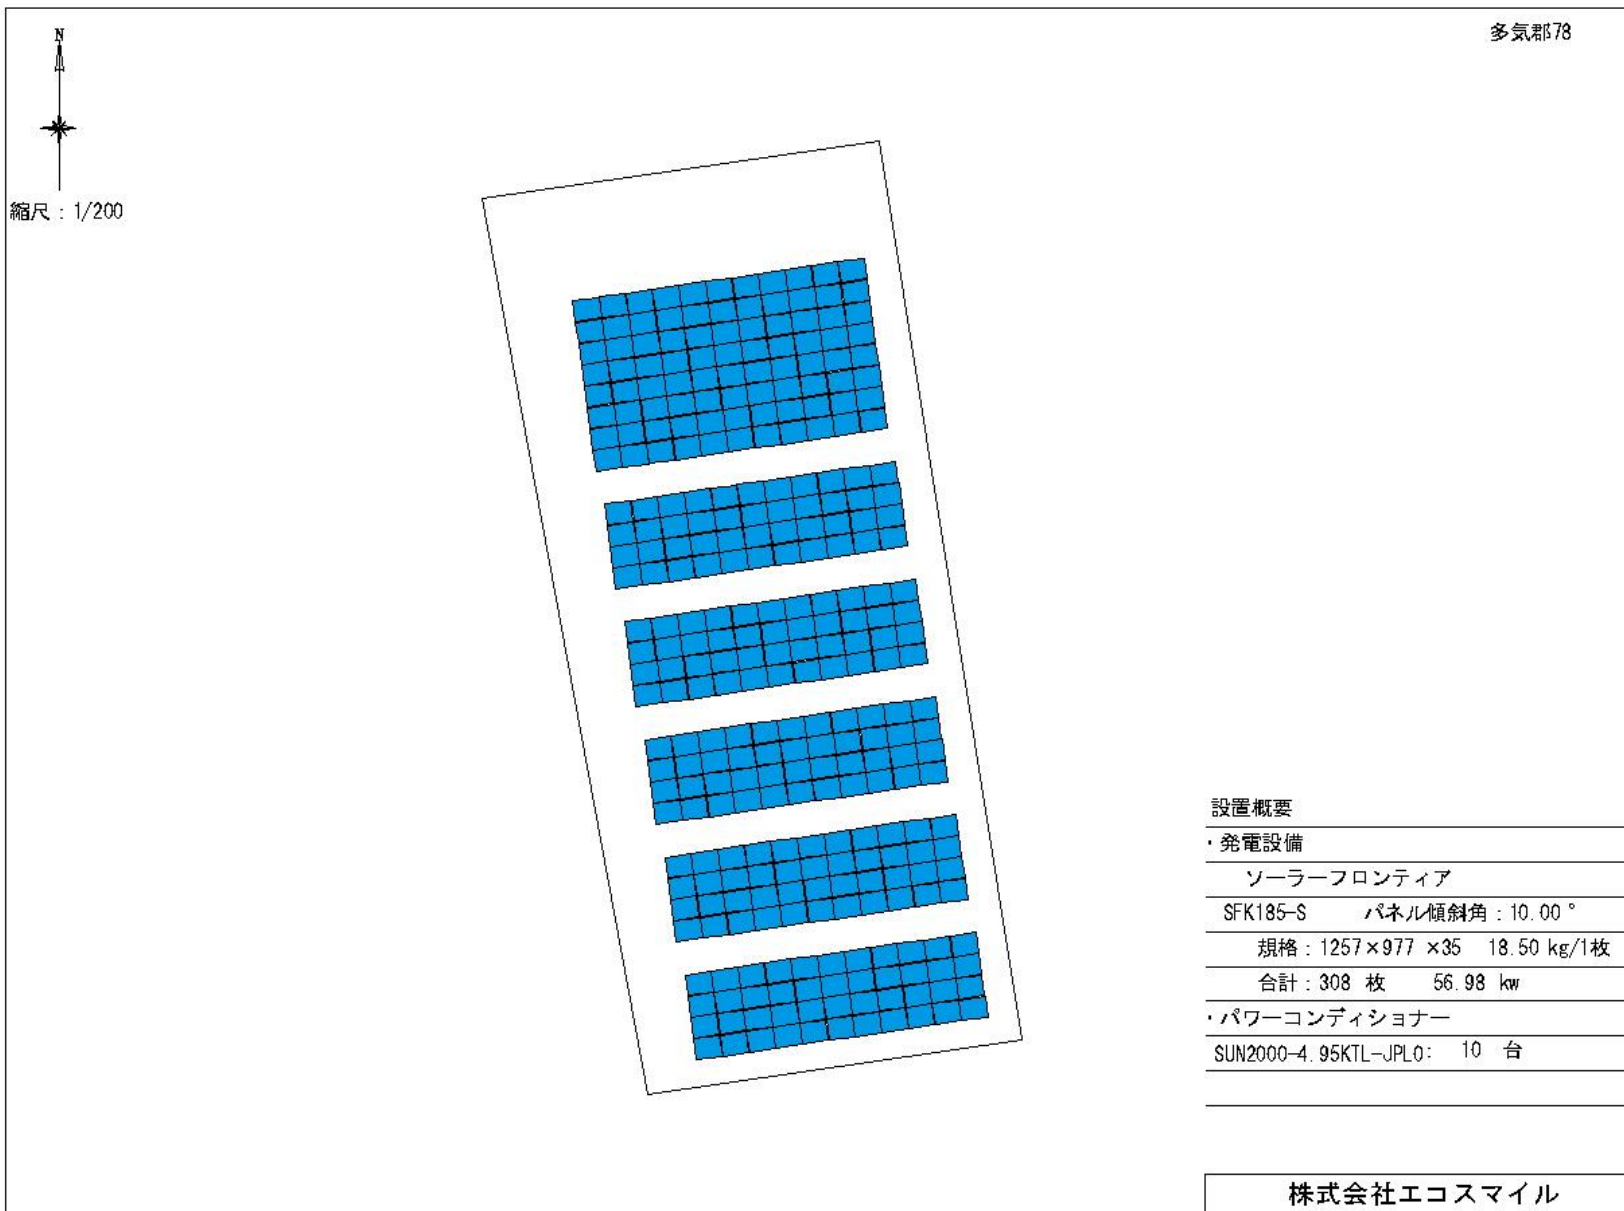 多気郡78
N
縮尺：1/200
設置概要
・発電設備
ソーラーフロンティア
SFK185-S　パネル傾斜角：10.00°
規格：1257×977 ×35　18.50 kg/1枚
合計：308 枚　56.98 kw
・パワーコンディショナー
SUN2000-4.95KTL-JPL0:　10 台
株式会社エコスマイル